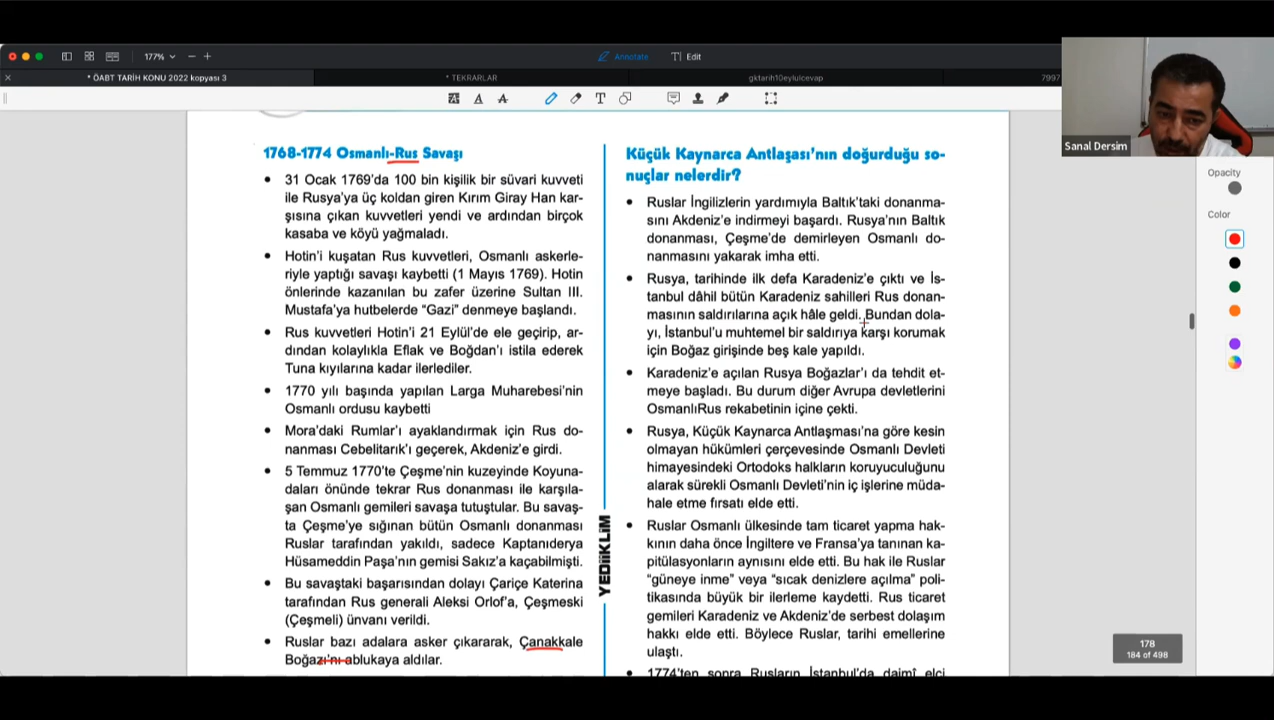 177%
Annotate
Edit
* ÖABT TARİH KONU 2022 kopyası 3
* TEKRARLAR
gktarih10eylulcevap
7997
Sanal Dersim
Opacity
Color
1768-1774 Osmanlı-Rus Savaşı
• 31 Ocak 1769'da 100 bin kişilik bir süvari kuvveti
ile Rusya'ya üç koldan giren Kırım Giray Han kar-
şısına çıkan kuvvetleri yendi ve ardından birçok
kasaba ve köyü yağmaladı.
• Hotin'i kuşatan Rus kuvvetleri, Osmanlı askerle-
riyle yaptığı savaşı kaybetti (1 Mayıs 1769). Hotin
önlerinde kazanılan bu zafer üzerine Sultan III.
Mustafa'ya hutbelerde “Gazi” denmeye başlandı.
• Rus kuvvetleri Hotin'i 21 Eylül'de ele geçirip, ar-
dından kolaylıkla Eflak ve Boğdan'ı istila ederek
Tuna kıyılarına kadar ilerlediler.
• 1770 yılı başında yapılan Larga Muharebesi'nin
Osmanlı ordusu kaybetti
• Mora'daki Rumlar'ı ayaklandırmak için Rus do-
nanması Cebelitarık'ı geçerek, Akdeniz'e girdi.
• 5 Temmuz 1770'te Çeşme'nin kuzeyinde Koyuna-
daları önünde tekrar Rus donanması ile karşıla-
şan Osmanlı gemileri savaşa tutuştular. Bu savaş-
ta Çeşme'ye sığınan bütün Osmanlı donanması
Ruslar tarafından yakıldı, sadece Kaptanıderya
Hüsameddin Paşa'nın gemisi Sakız'a kaçabilmişti.
• Bu savaştaki başarısından dolayı Çariçe Katerina
tarafından Rus generali Aleksi Orlof'a, Çeşmeski
(Çeşmeli) ünvanı verildi.
• Ruslar bazı adalara asker çıkararak, Çanakkale
Boğazı'nı ablukaya aldılar.
YEDİİKLİM
Küçük Kaynarca Antlaşası'nın doğurduğu so-
nuçlar nelerdir?
• Ruslar İngilizlerin yardımıyla Baltık'taki donanma-
sını Akdeniz'e indirmeyi başardı. Rusya'nın Baltık
donanması, Çeşme'de demirleyen Osmanlı do-
nanmasını yakarak imha etti.
• Rusya, tarihinde ilk defa Karadeniz'e çıktı ve İs-
tanbul dâhil bütün Karadeniz sahilleri Rus donan-
masının saldırılarına açık hâle geldi. Bundan dola-
yı, İstanbul'u muhtemel bir saldırıya karşı korumak
için Boğaz girişinde beş kale yapıldı.
• Karadeniz'e açılan Rusya Boğazlar'ı da tehdit et-
meye başladı. Bu durum diğer Avrupa devletlerini
OsmanlıRus rekabetinin içine çekti.
• Rusya, Küçük Kaynarca Antlaşması'na göre kesin
olmayan hükümleri çerçevesinde Osmanlı Devleti
himayesindeki Ortodoks halkların koruyuculuğunu
alarak sürekli Osmanlı Devleti'nin iç işlerine müda-
hale etme fırsatı elde etti.
• Ruslar Osmanlı ülkesinde tam ticaret yapma hak-
kının daha önce İngiltere ve Fransa'ya tanınan ka-
pitülasyonların aynısını elde etti. Bu hak ile Ruslar
“güneye inme” veya “sıcak denizlere açılma” poli-
tikasında büyük bir ilerleme kaydetti. Rus ticaret
gemileri Karadeniz ve Akdeniz'de serbest dolaşım
hakkı elde etti. Böylece Ruslar, tarihi emellerine
ulaştı.
• 1774'ten sonra Rusların İstanbul'da daimî elçi
178
184 of 498